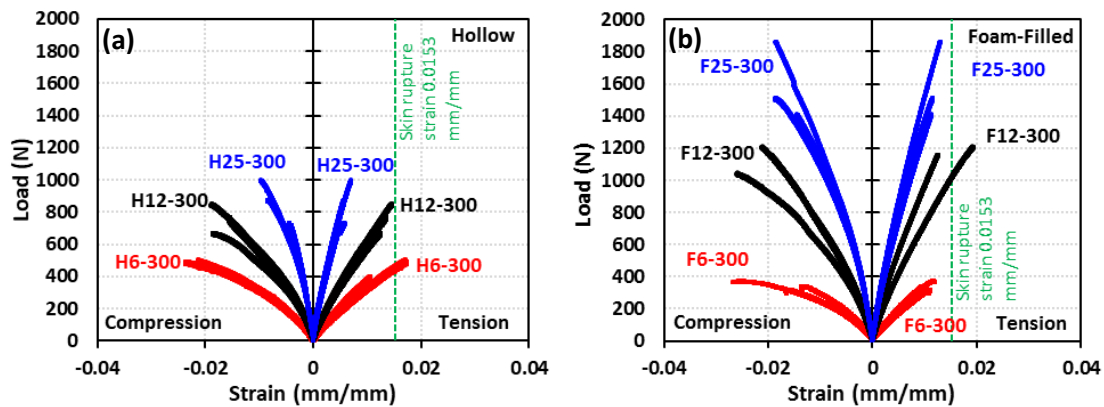 (a)
Hollow
2000
1800
1600
1400
1200
1000
800
600
400
200
0
Load (N)
H25-300
H25-300
H12-300
H12-300
H6-300
H6-300
Skin rupture
strain 0.0153
mm/mm
Compression
Tension
-0.04
-0.02
0
0.02
0.04
Strain (mm/mm)
(b)
Foam-Filled
2000
1800
1600
1400
1200
1000
800
600
400
200
0
Load (N)
F25-300
F25-300
F12-300
F12-300
F6-300
F6-300
Skin rupture
strain 0.0153
mm/mm
Compression
Tension
-0.04
-0.02
0
0.02
0.04
Strain (mm/mm)